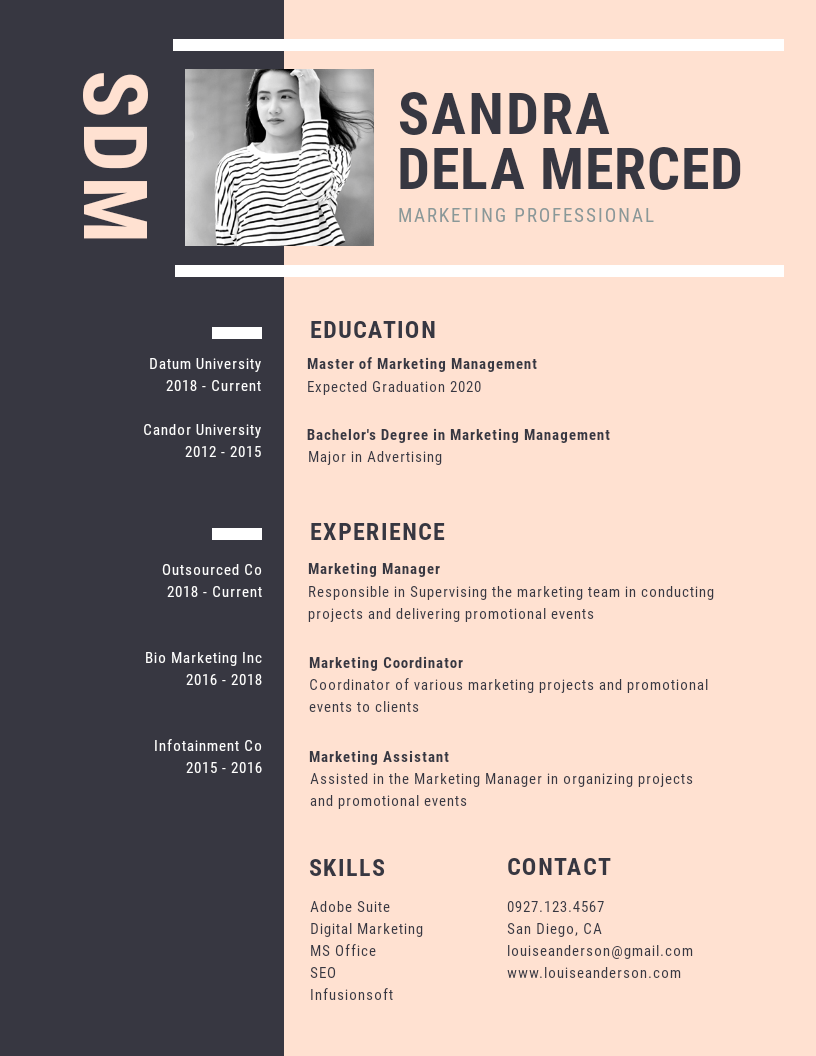 SDM
SANDRA
DELA MERCED
MARKETING PROFESSIONAL
EDUCATION
Datum University
2018 - Current
Master of Marketing Management
Expected Graduation 2020
Candor University
2012 - 2015
Bachelor's Degree in Marketing Management
Major in Advertising
EXPERIENCE
Outsourced Co
2018 - Current
Marketing Manager
Responsible in Supervising the marketing team in conducting
projects and delivering promotional events
Bio Marketing Inc
2016 - 2018
Marketing Coordinator
Coordinator of various marketing projects and promotional
events to clients
Infotainment Co
2015 - 2016
Marketing Assistant
Assisted in the Marketing Manager in organizing projects
and promotional events
SKILLS
Adobe Suite
Digital Marketing
MS Office
SEO
Infusionsoft
CONTACT
0927.123.4567
San Diego, CA
louiseanderson@gmail.com
www.louiseanderson.com